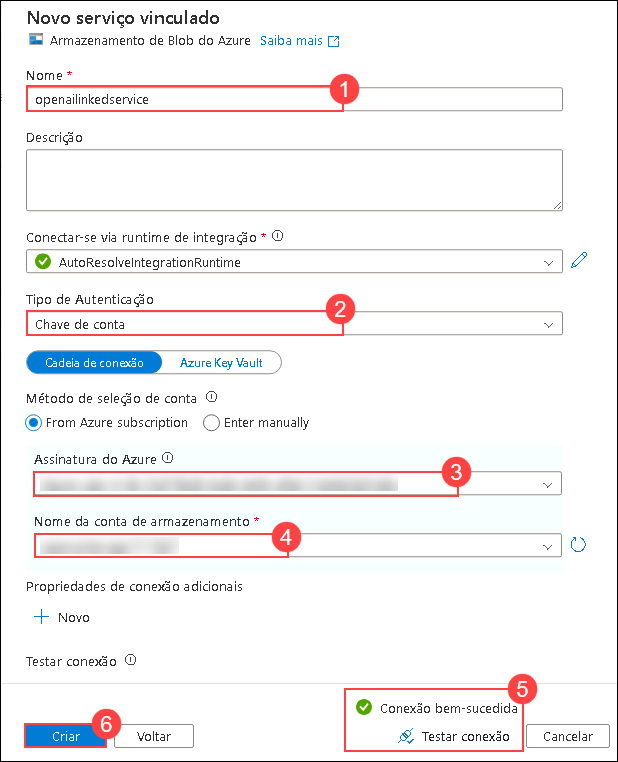 Novo serviço vinculado
Armazenamento de Blob do Azure Saiba mais
Nome *
openailinkedservice
1
Descrição
Conectar-se via runtime de integração *
AutoResolveIntegrationRuntime
Tipo de Autenticação
2
Chave de conta
Cadeia de conexão Azure Key Vault
Método de seleção de conta
From Azure subscription Enter manually
Assinatura do Azure
3
Nome da conta de armazenamento *
4
Propriedades de conexão adicionais
Novo
Testar conexão
5
Conexão bem-sucedida
6
Criar Voltar Testar conexão Cancelar